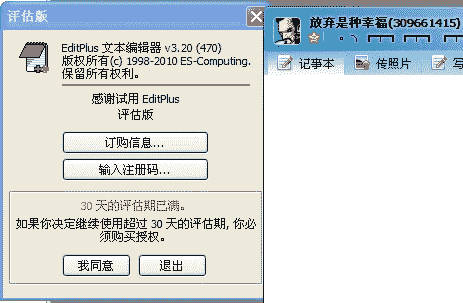 评估版
EditPlus 文本编辑器 v3.20 (470)
版权所有(c) 1998-2010 ES-Computing.
保留所有权利。
感谢试用 EditPlus
评估版
订购信息...
输入注册码...
30 天的评估期已满。
如果你决定继续使用超过 30 天的评估期, 你必
须购买授权。
我同意
退出
放弃是种幸福(309661415)
记事本
传照片
写